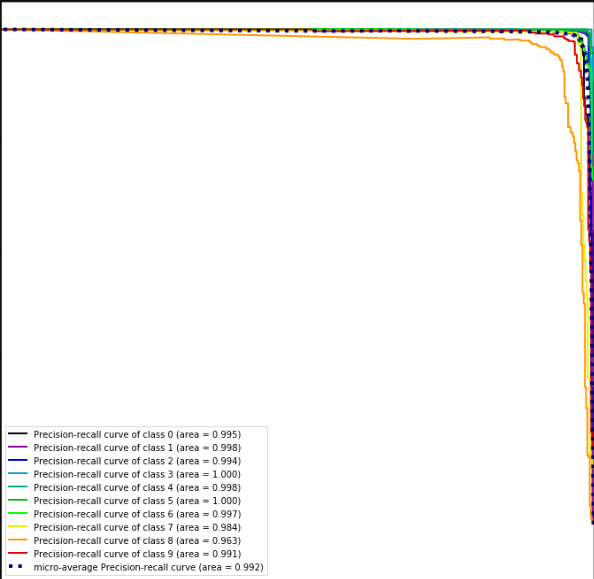 Precision-recall curve of class 0 (area = 0.995)
Precision-recall curve of class 1 (area = 0.998)
Precision-recall curve of class 2 (area = 0.994)
Precision-recall curve of class 3 (area = 1.000)
Precision-recall curve of class 4 (area = 0.998)
Precision-recall curve of class 5 (area = 1.000)
Precision-recall curve of class 6 (area = 0.997)
Precision-recall curve of class 7 (area = 0.984)
Precision-recall curve of class 8 (area = 0.963)
Precision-recall curve of class 9 (area = 0.991)
micro-average Precision-recall curve (area = 0.992)